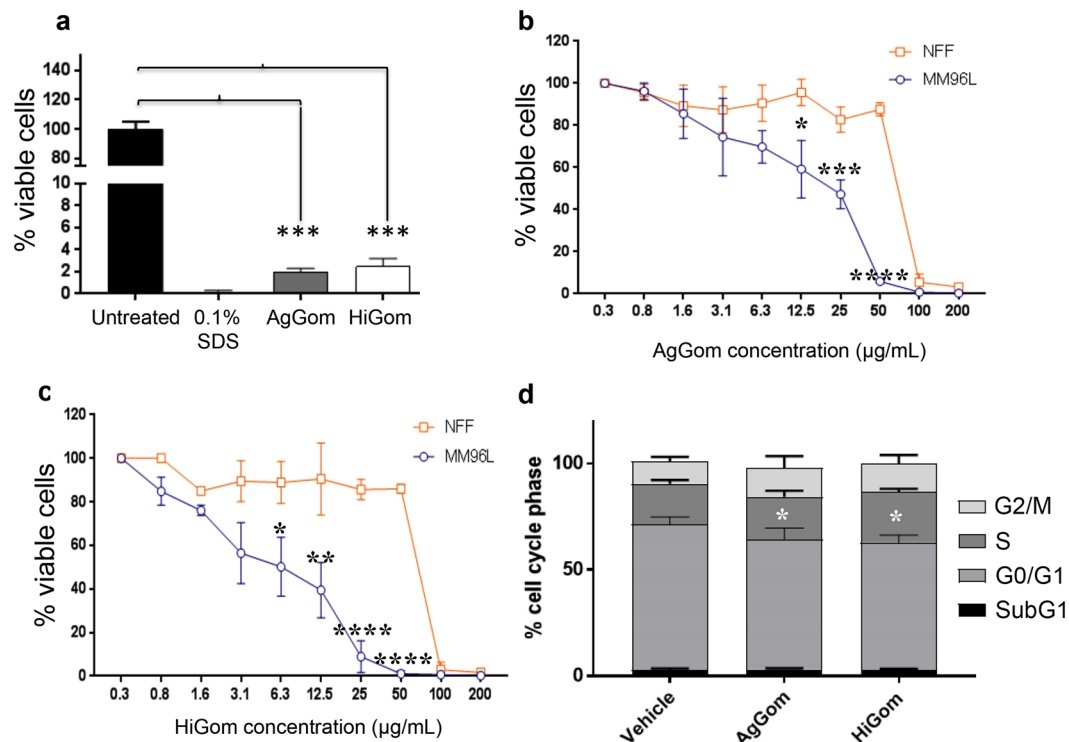 a
% viable cells
140
120
100
80
10
8
6
4
2
0
*** ***
Untreated 0.1% SDS AgGom HiGom
b
% viable cells
120
100
80
60
40
20
0
NFF
MM96L
*
***
****
0.3 0.8 1.6 3.1 6.3 12.5 25 50 100 200
AgGom concentration (µg/mL)
c
% viable cells
120
100
80
60
40
20
0
NFF
MM96L
*
**
****
****
0.3 0.8 1.6 3.1 6.3 12.5 25 50 100 200
HiGom concentration (µg/mL)
d
% cell cycle phase
100
50
0
* *
G2/M
S
G0/G1
SubG1
Vehicle AgGom HiGom